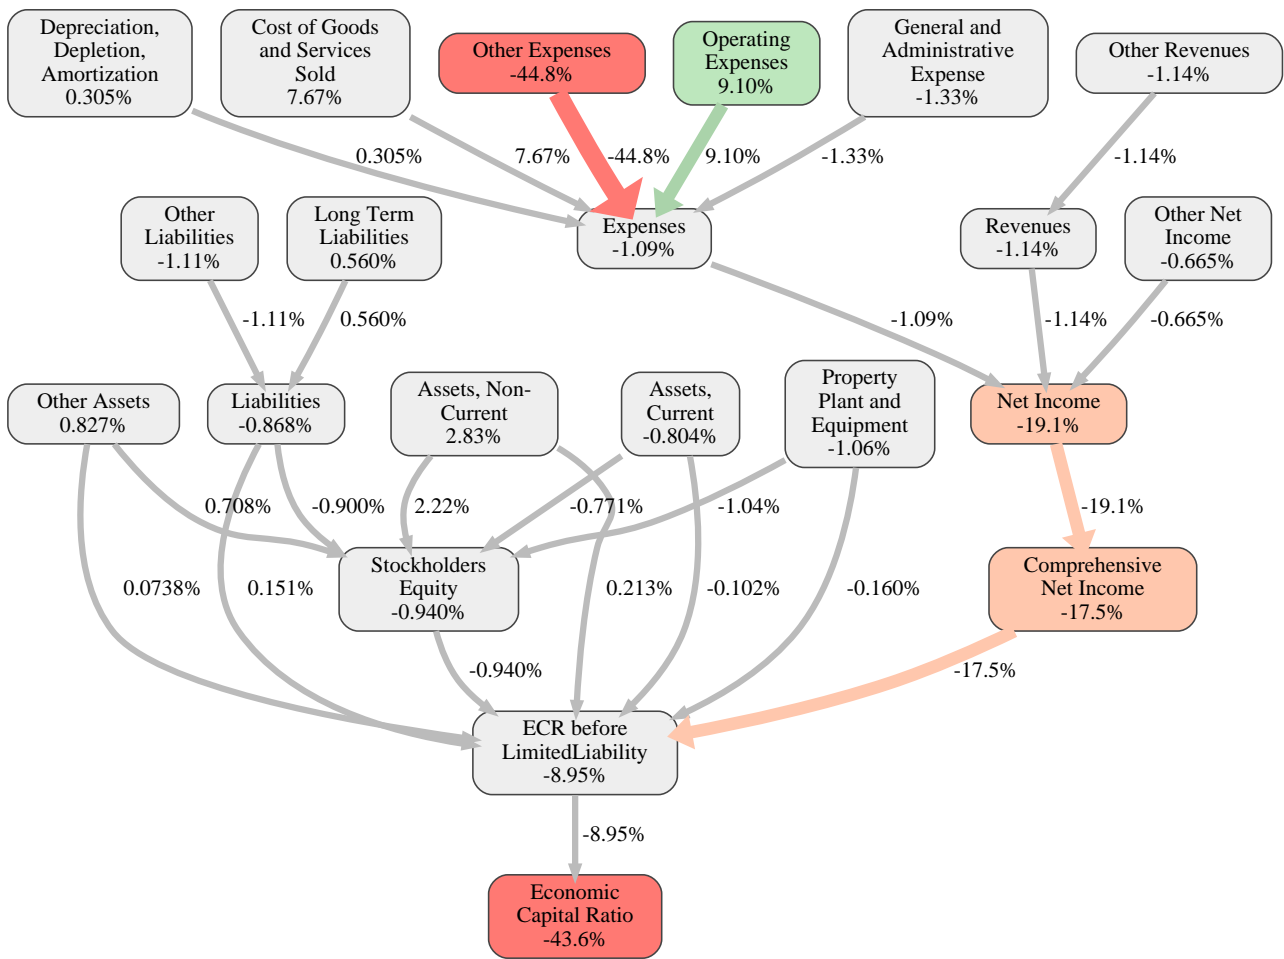 Depreciation,
Depletion,
Amortization
0.305%
Cost of Goods
and Services
Sold
7.67%
Other Expenses
-44.8%
Operating
Expenses
9.10%
General and
Administrative
Expense
-1.33%
Other Revenues
-1.14%
0.305%
7.67%
-44.8%
9.10%
-1.33%
-1.14%
Other
Liabilities
-1.11%
Long Term
Liabilities
0.560%
Expenses
-1.09%
Revenues
-1.14%
Other Net
Income
-0.665%
-1.11%
0.560%
-1.09%
-1.14%
-0.665%
Other Assets
0.827%
Liabilities
-0.868%
Assets, Non-
Current
2.83%
Assets,
Current
-0.804%
Property
Plant and
Equipment
-1.06%
Net Income
-19.1%
0.708%
-0.900%
2.22%
-0.771%
-1.04%
-19.1%
Stockholders
Equity
-0.940%
Comprehensive
Net Income
-17.5%
0.0738%
0.151%
0.213%
-0.102%
-0.160%
-0.940%
-17.5%
ECR before
LimitedLiability
-8.95%
-8.95%
Economic
Capital Ratio
-43.6%